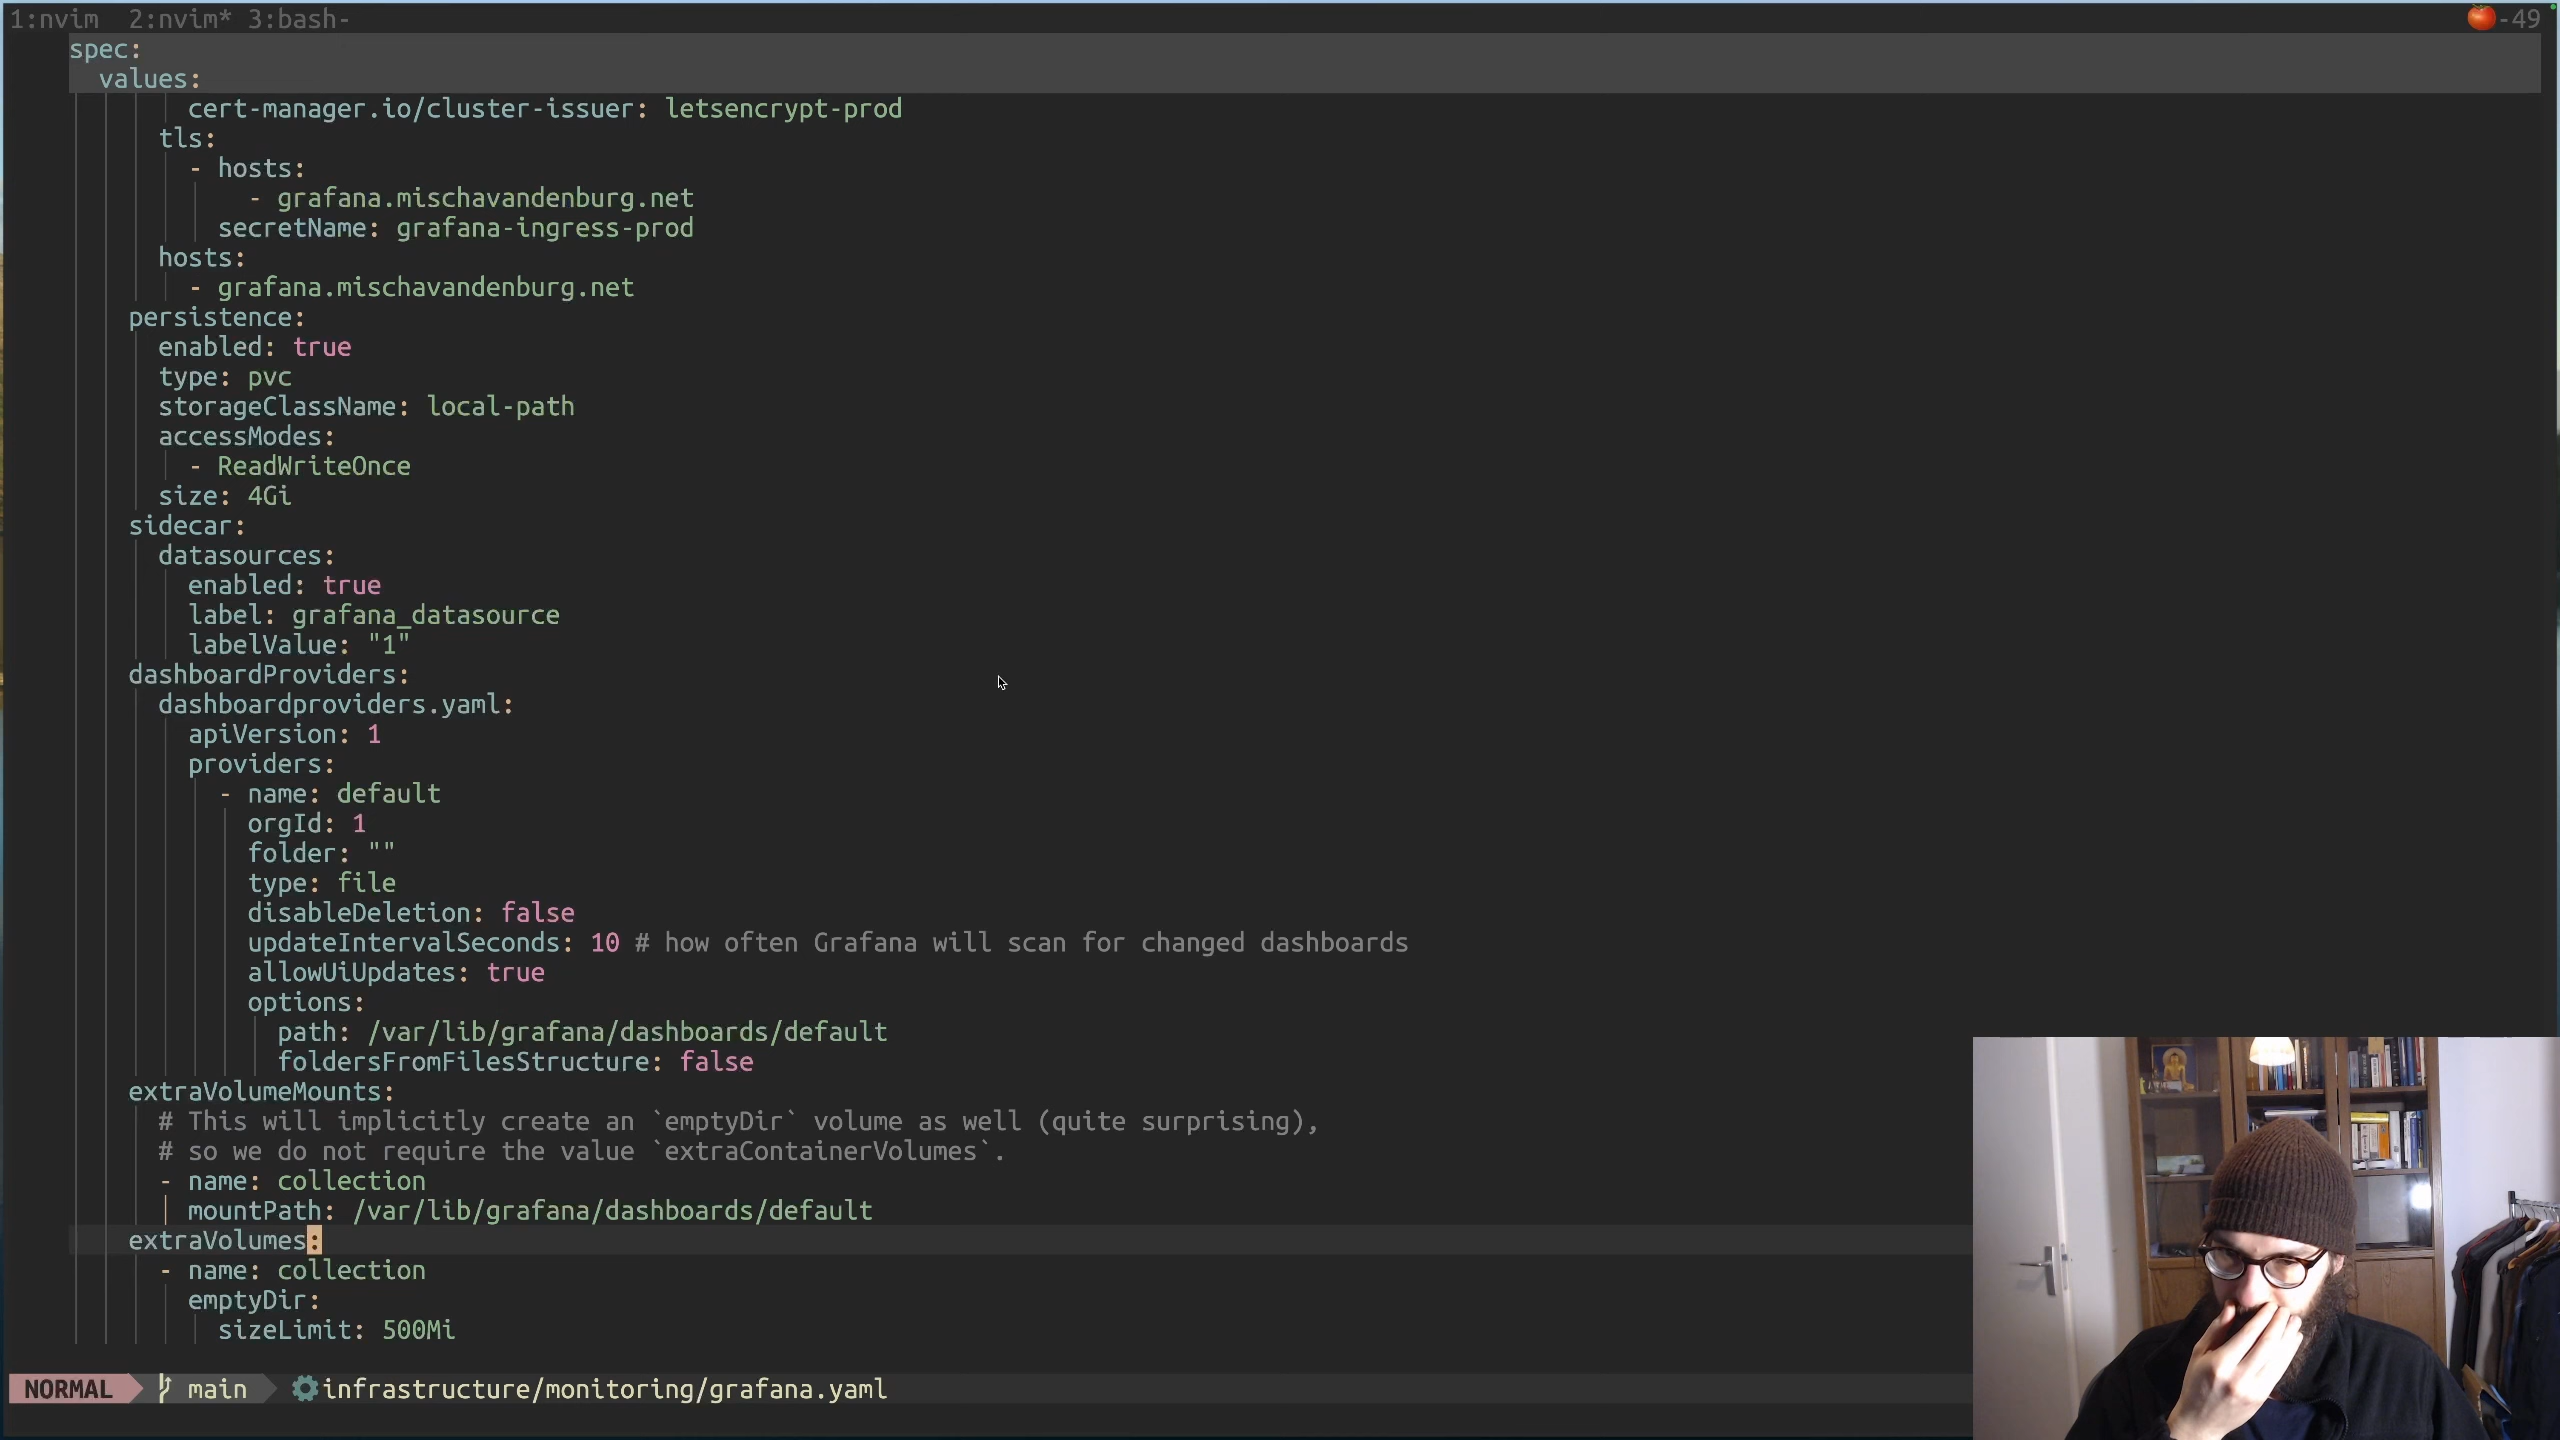 1:nvim  2:nvim* 3:bash-
🍅-49
spec:
  values:
        cert-manager.io/cluster-issuer: letsencrypt-prod
      tls:
        - hosts:
            - grafana.mischavandenburg.net
          secretName: grafana-ingress-prod
      hosts:
        - grafana.mischavandenburg.net
    persistence:
      enabled: true
      type: pvc
      storageClassName: local-path
      accessModes:
        - ReadWriteOnce
      size: 4Gi
    sidecar:
      datasources:
        enabled: true
        label: grafana_datasource
        labelValue: "1"
    dashboardProviders:
      dashboardproviders.yaml:
        apiVersion: 1
        providers:
          - name: default
            orgId: 1
            folder: ""
            type: file
            disableDeletion: false
            updateIntervalSeconds: 10 # how often Grafana will scan for changed dashboards
            allowUiUpdates: true
            options:
              path: /var/lib/grafana/dashboards/default
              foldersFromFilesStructure: false
    extraVolumeMounts:
      # This will implicitly create an `emptyDir` volume as well (quite surprising),
      # so we do not require the value `extraContainerVolumes`.
      - name: collection
        mountPath: /var/lib/grafana/dashboards/default
    extraVolumes:
      - name: collection
        emptyDir:
          sizeLimit: 500Mi
NORMAL main infrastructure/monitoring/grafana.yaml